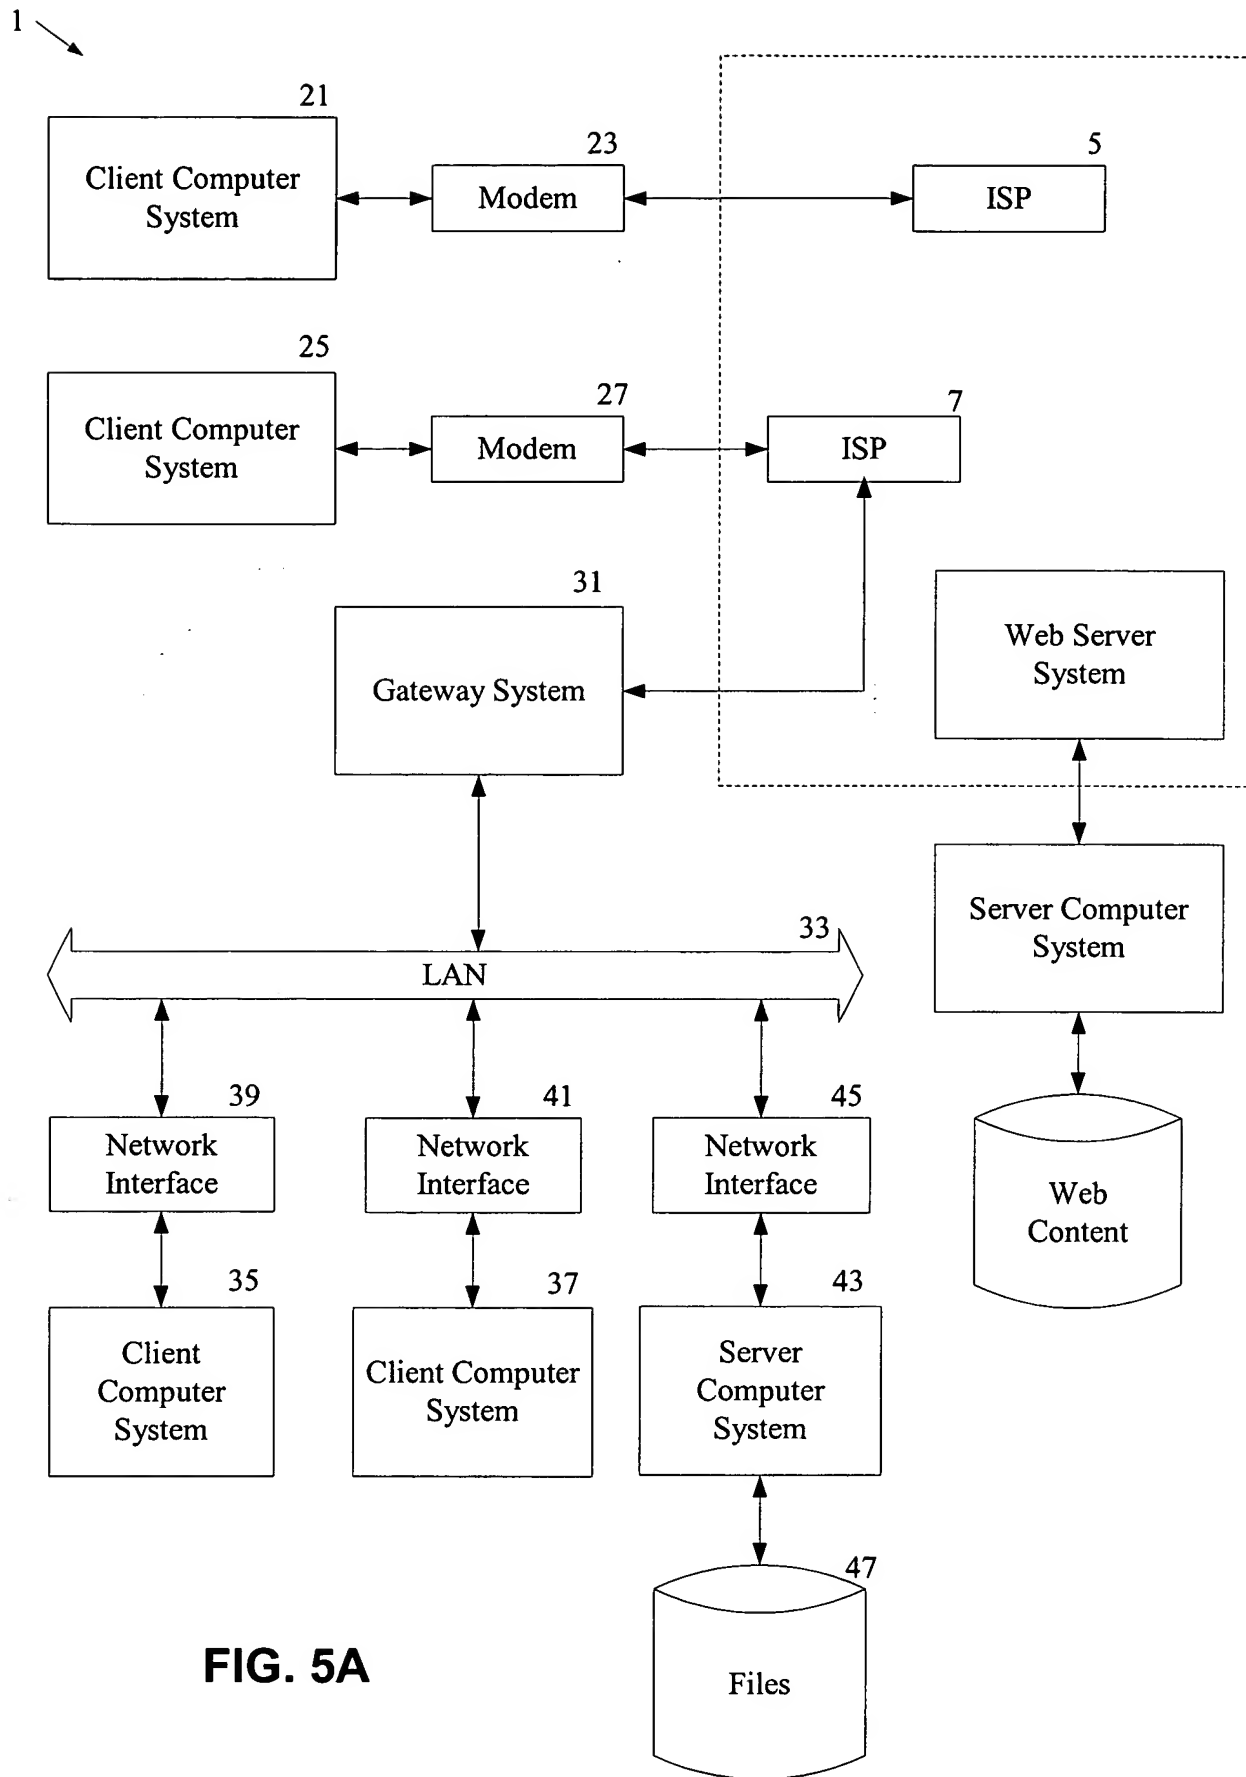 1
21
Client Computer
System
23
Modem
5
ISP
25
Client Computer
System
27
Modem
7
ISP
31
Gateway System
Web Server
System
33
LAN
Server Computer
System
39
Network
Interface
41
Network
Interface
45
Network
Interface
Web
Content
35
Client
Computer
System
37
Client Computer
System
43
Server
Computer
System
47
Files
FIG. 5A